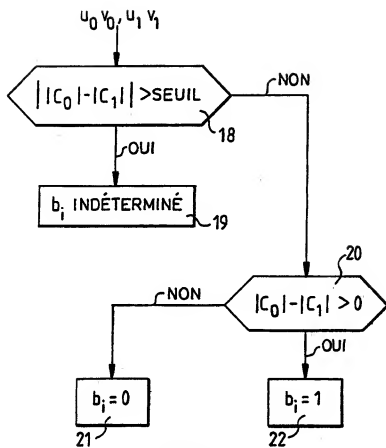 u₀ v₀, u₁ v₁
||C₀|-|C₁|| >SEUIL
18
NON
OUI
bᵢ INDÉTERMINÉ
19
20
|C₀|-|C₁| >0
NON
OUI
bᵢ = 0
21
bᵢ = 1
22